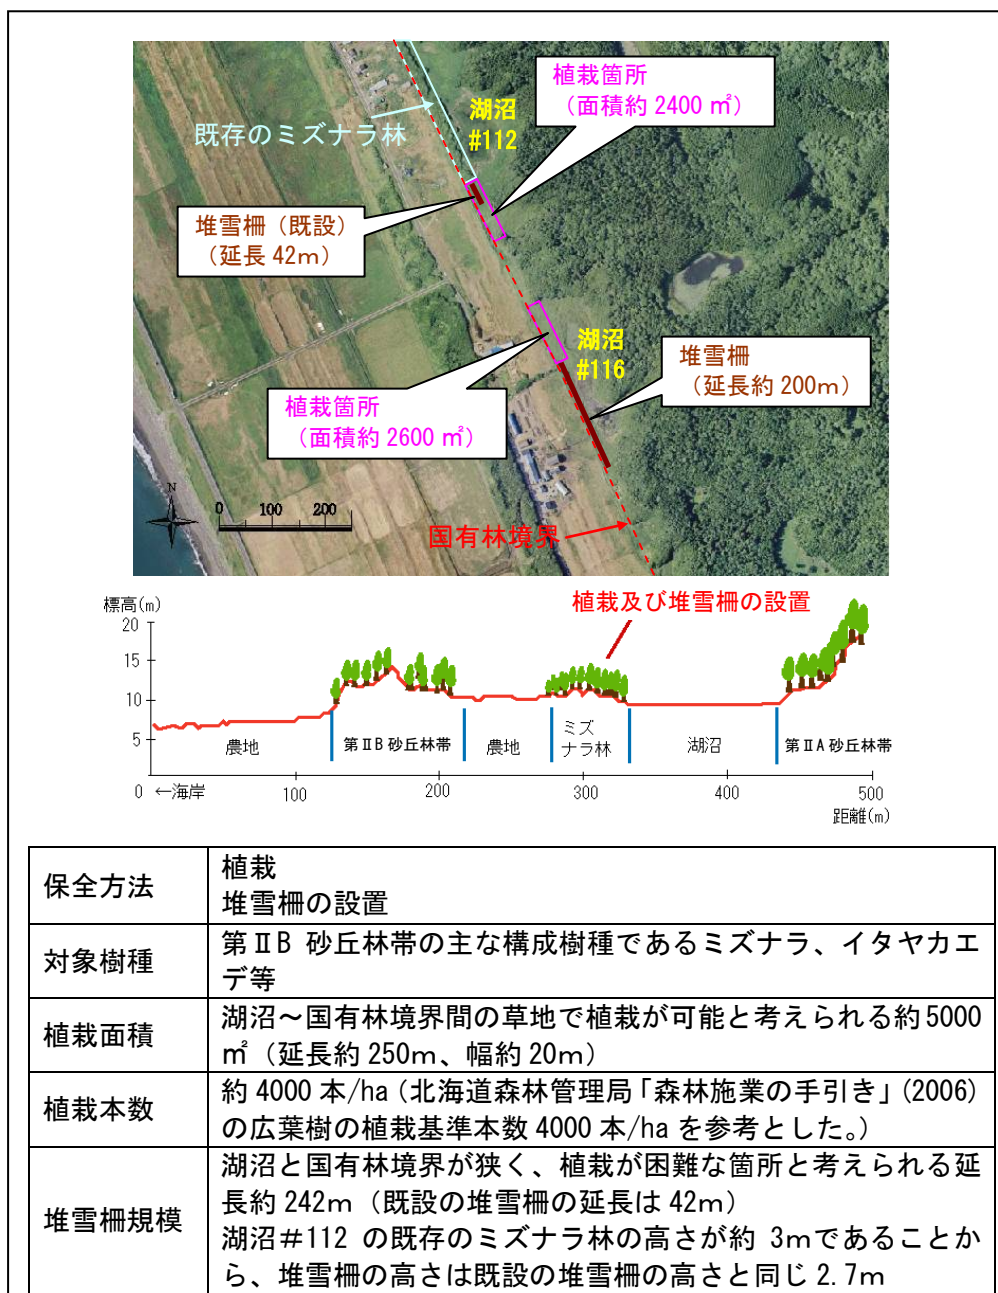 植栽箇所
（面積約 2400 ㎡）
湖沼
#112
既存のミズナラ林
堆雪柵（既設）
（延長 42ｍ）
湖沼
#116
堆雪柵
（延長約 200ｍ）
植栽箇所
（面積約 2600 ㎡）
N
0 100 200
国有林境界
標高(m)
植栽及び堆雪柵の設置
20
15
10
5
農地
第ⅡB 砂丘林帯
農地
ミズ
ナラ林
湖沼
第ⅡA 砂丘林帯
0 ←海岸 100 200 300 400 500
距離(m)
保全方法
植栽
堆雪柵の設置
対象樹種
第ⅡB 砂丘林帯の主な構成樹種であるミズナラ、イタヤカエ
デ等
植栽面積
湖沼～国有林境界間の草地で植栽が可能と考えられる約 5000
㎡（延長約 250ｍ、幅約 20ｍ）
植栽本数
約 4000 本/ha（北海道森林管理局「森林施業の手引き」(2006)
の広葉樹の植栽基準本数 4000 本/ha を参考とした。）
堆雪柵規模
湖沼と国有林境界が狭く、植栽が困難な箇所と考えられる延
長約 242ｍ（既設の堆雪柵の延長は 42ｍ）
湖沼＃112 の既存のミズナラ林の高さが約 3ｍであることか
ら、堆雪柵の高さは既設の堆雪柵の高さと同じ 2.7ｍ